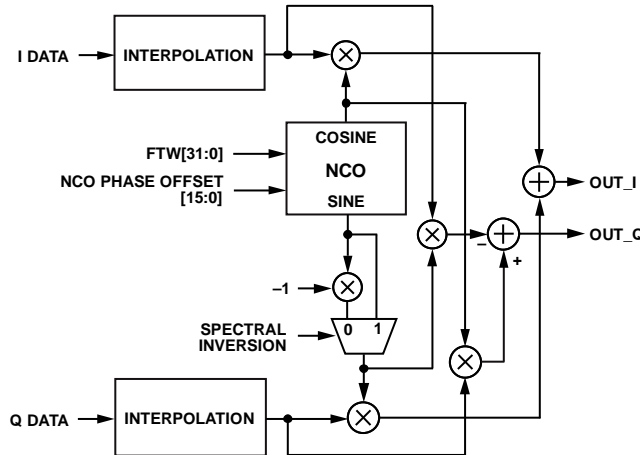 I DATA
INTERPOLATION
COSINE
FTW[31:0]
NCO
NCO PHASE OFFSET
[15:0]
SINE
OUT_I
OUT_Q
–
+
–1
0 1
SPECTRAL
INVERSION
Q DATA
INTERPOLATION